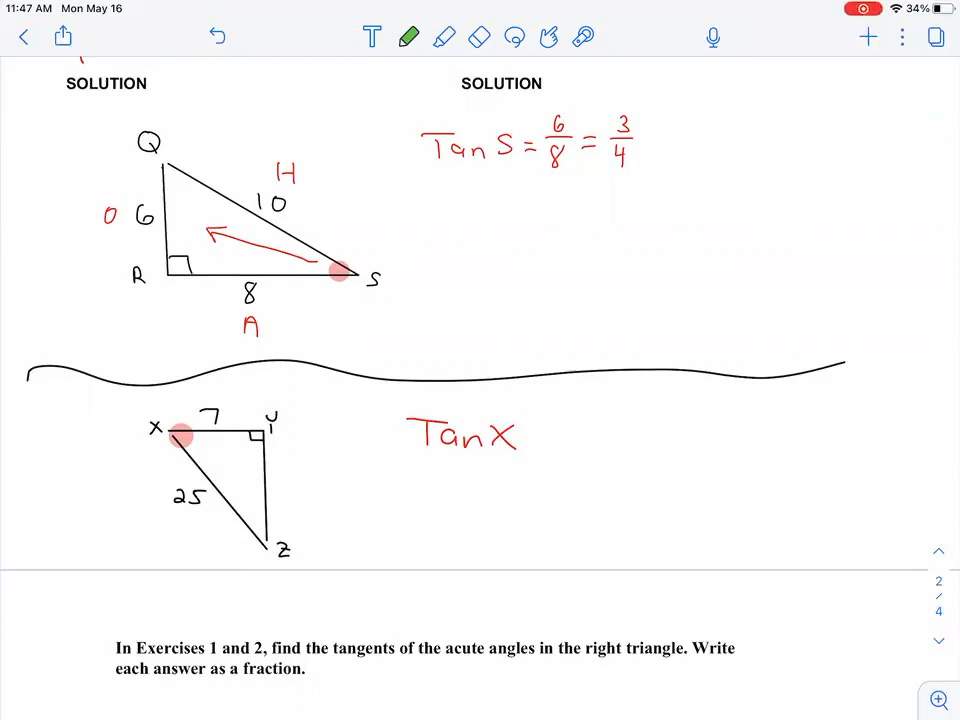 11:47 AM Mon May 16
34%
SOLUTION
SOLUTION
Tan S = 6/8 = 3/4
Q
H
10
O 6
R
S
8
A
X 7 Y
Tan X
25
Z
2
/
4
In Exercises 1 and 2, find the tangents of the acute angles in the right triangle. Write
each answer as a fraction.